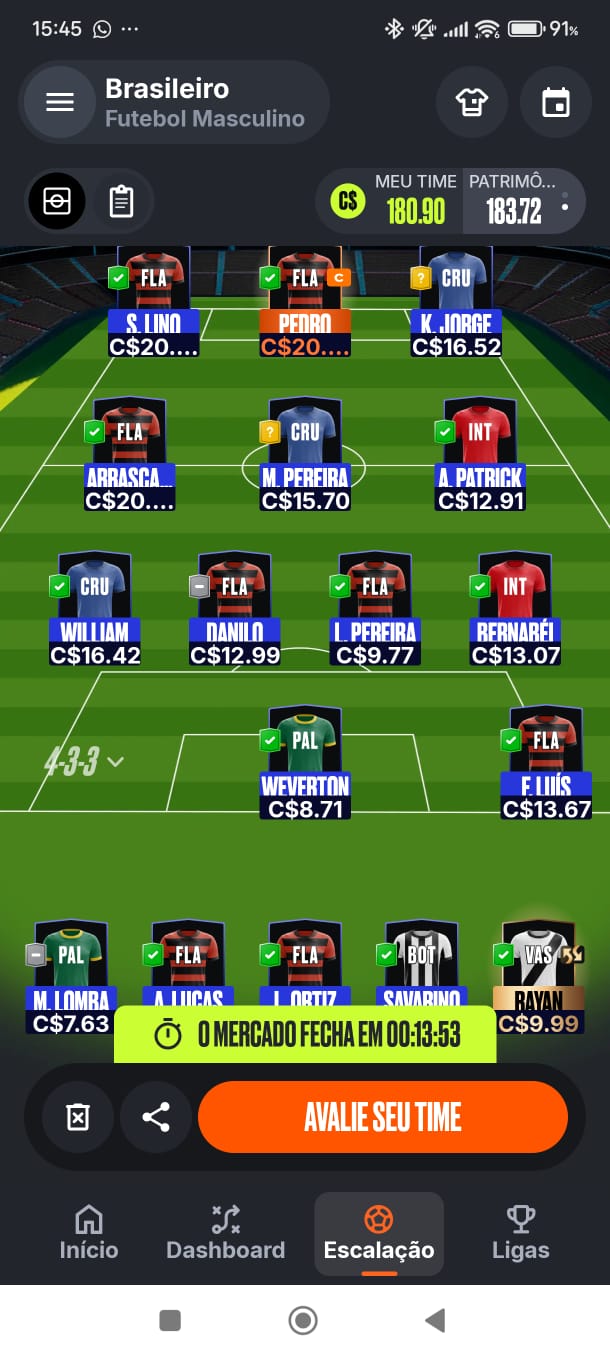 15:45 ... 91%
Brasileiro
Futebol Masculino
C$ MEU TIME 180.90 PATRIMÔ... 183.72
FLA FLA C ? CRU
S. LINO PEDRO K. JORGE
C$20.... C$20.... C$16.52
FLA ? CRU INT
ARRASCA... M. PEREIRA A. PATRICK
C$20.... C$15.70 C$12.91
CRU FLA FLA INT
WILLIAM DANILO L. PEREIRA BERNABÉI
C$16.42 C$12.99 C$9.77 C$13.07
PAL FLA
4-3-3 WEVERTON F. LUÍS
C$8.71 C$13.67
PAL FLA FLA BOT VAS
M. LOMBA A. LUCAS L. ORTIZ SAVARINO RAYAN
C$7.63 C$9.99
O MERCADO FECHA EM 00:13:53
AVALIE SEU TIME
Início Dashboard Escalação Ligas